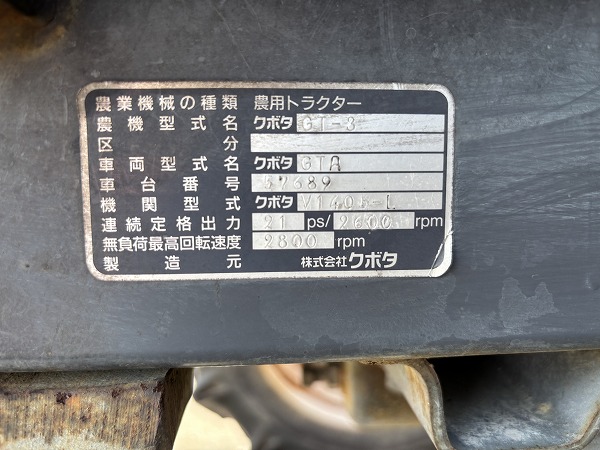 農業機械の種類 農用トラクター
農機型式名 クボタ GT-3
区分
車両型式名 クボタ GTA
車台番号 57689
機関型式 クボタ V1405-L
連続定格出力 21 ps/ 2600 rpm
無負荷最高回転速度 2800 rpm
製造元 株式会社クボタ